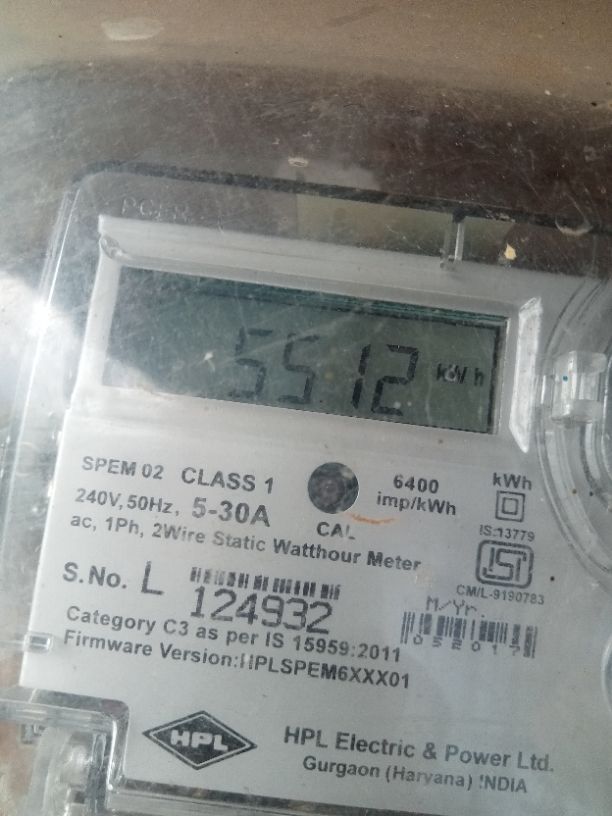 POER
5512 kWh
SPEM 02 CLASS 1
240V, 50Hz, 5-30A
CAL
6400
imp/kWh
kWh
ac, 1Ph, 2Wire Static Watthour Meter
IS:13779
ISI
CM/L-9190783
S.No. L 124932
M/Yr.
052017
Category C3 as per IS 15959:2011
Firmware Version:HPLSPEM6XXX01
HPL
HPL Electric & Power Ltd.
Gurgaon (Haryana) INDIA